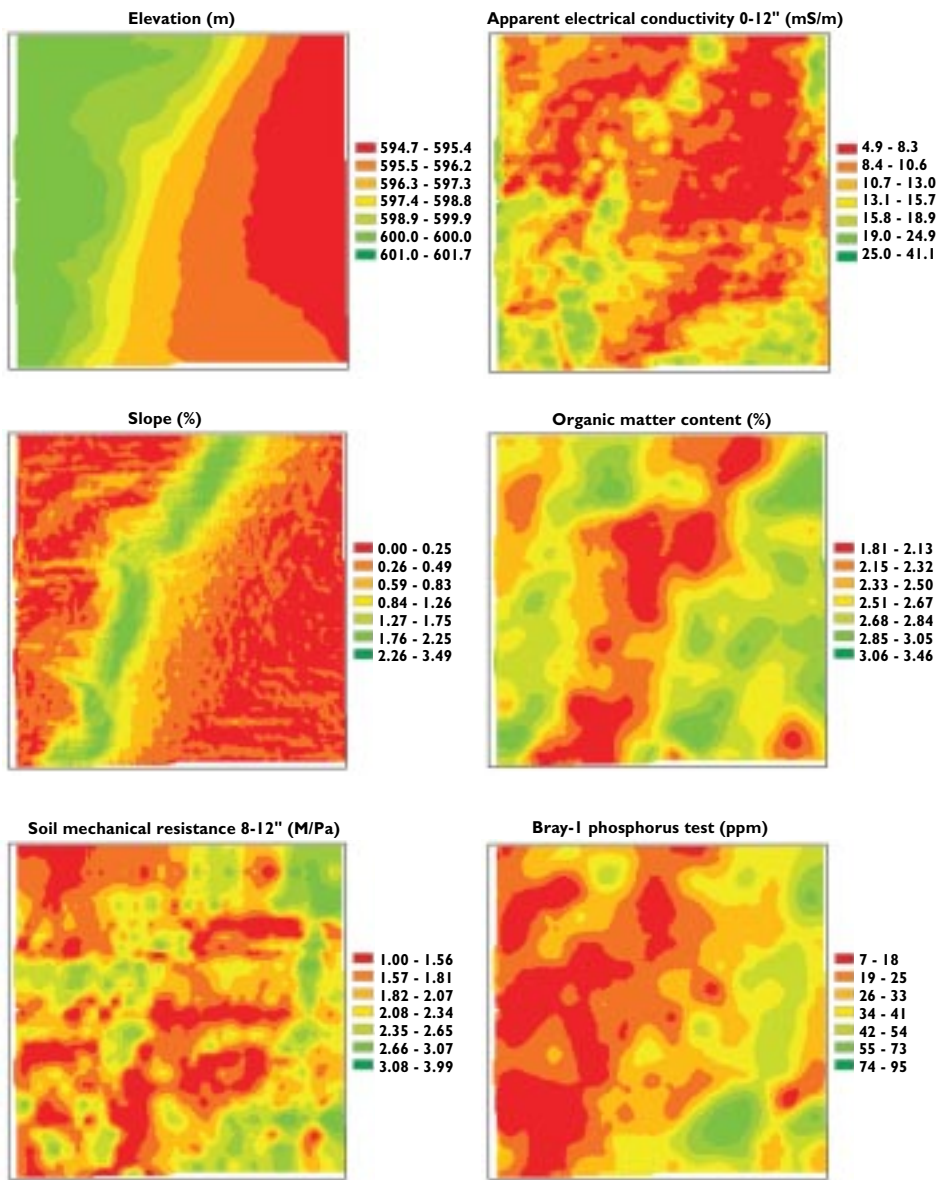 Elevation (m)
594.7 - 595.4
595.5 - 596.2
596.3 - 597.3
597.4 - 598.8
598.9 - 599.9
600.0 - 600.0
601.0 - 601.7
Apparent electrical conductivity 0-12" (mS/m)
4.9 - 8.3
8.4 - 10.6
10.7 - 13.0
13.1 - 15.7
15.8 - 18.9
19.0 - 24.9
25.0 - 41.1
Slope (%)
0.00 - 0.25
0.26 - 0.49
0.59 - 0.83
0.84 - 1.26
1.27 - 1.75
1.76 - 2.25
2.26 - 3.49
Organic matter content (%)
1.81 - 2.13
2.15 - 2.32
2.33 - 2.50
2.51 - 2.67
2.68 - 2.84
2.85 - 3.05
3.06 - 3.46
Soil mechanical resistance 8-12" (M/Pa)
1.00 - 1.56
1.57 - 1.81
1.82 - 2.07
2.08 - 2.34
2.35 - 2.65
2.66 - 3.07
3.08 - 3.99
Bray-1 phosphorus test (ppm)
7 - 18
19 - 25
26 - 33
34 - 41
42 - 54
55 - 73
74 - 95